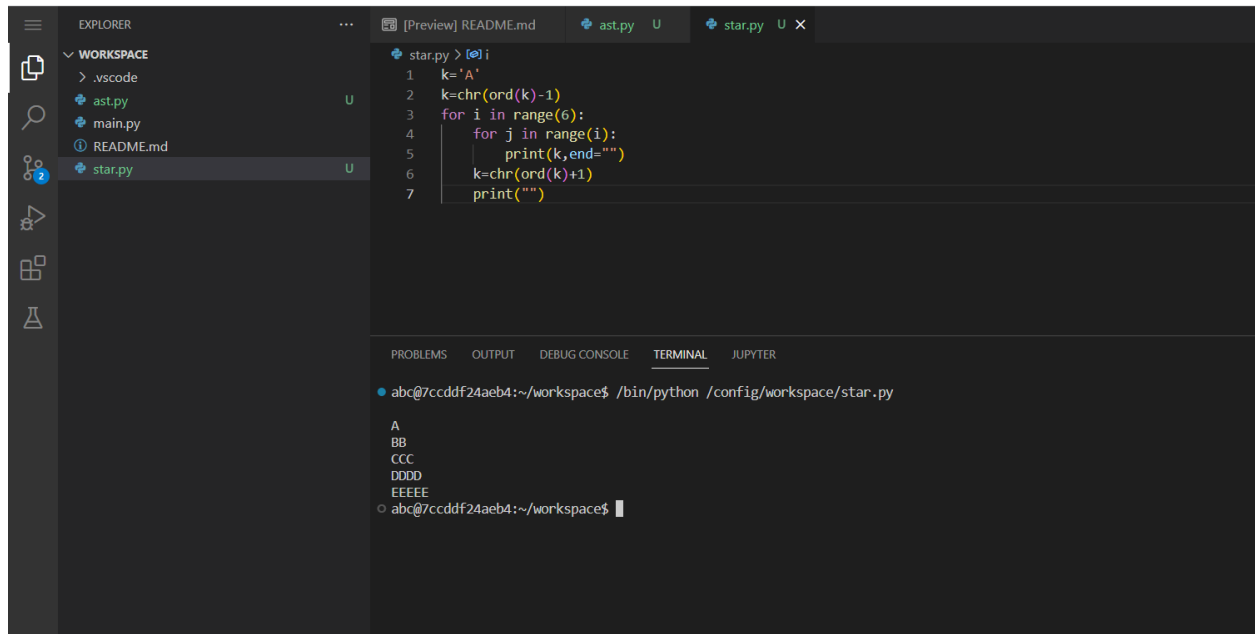 EXPLORER
···
[Preview] README.md
ast.py U
star.py U
WORKSPACE
.vscode
ast.py U
main.py
README.md
star.py U
2
star.py > i
1 k='A'
2 k=chr(ord(k)-1)
3 for i in range(6):
4 for j in range(i):
5 print(k,end="")
6 k=chr(ord(k)+1)
7 print("")
PROBLEMS OUTPUT DEBUG CONSOLE TERMINAL JUPYTER
abc@7ccddf24aeb4:~/workspace$ /bin/python /config/workspace/star.py
A
BB
CCC
DDDD
EEEEE
abc@7ccddf24aeb4:~/workspace$